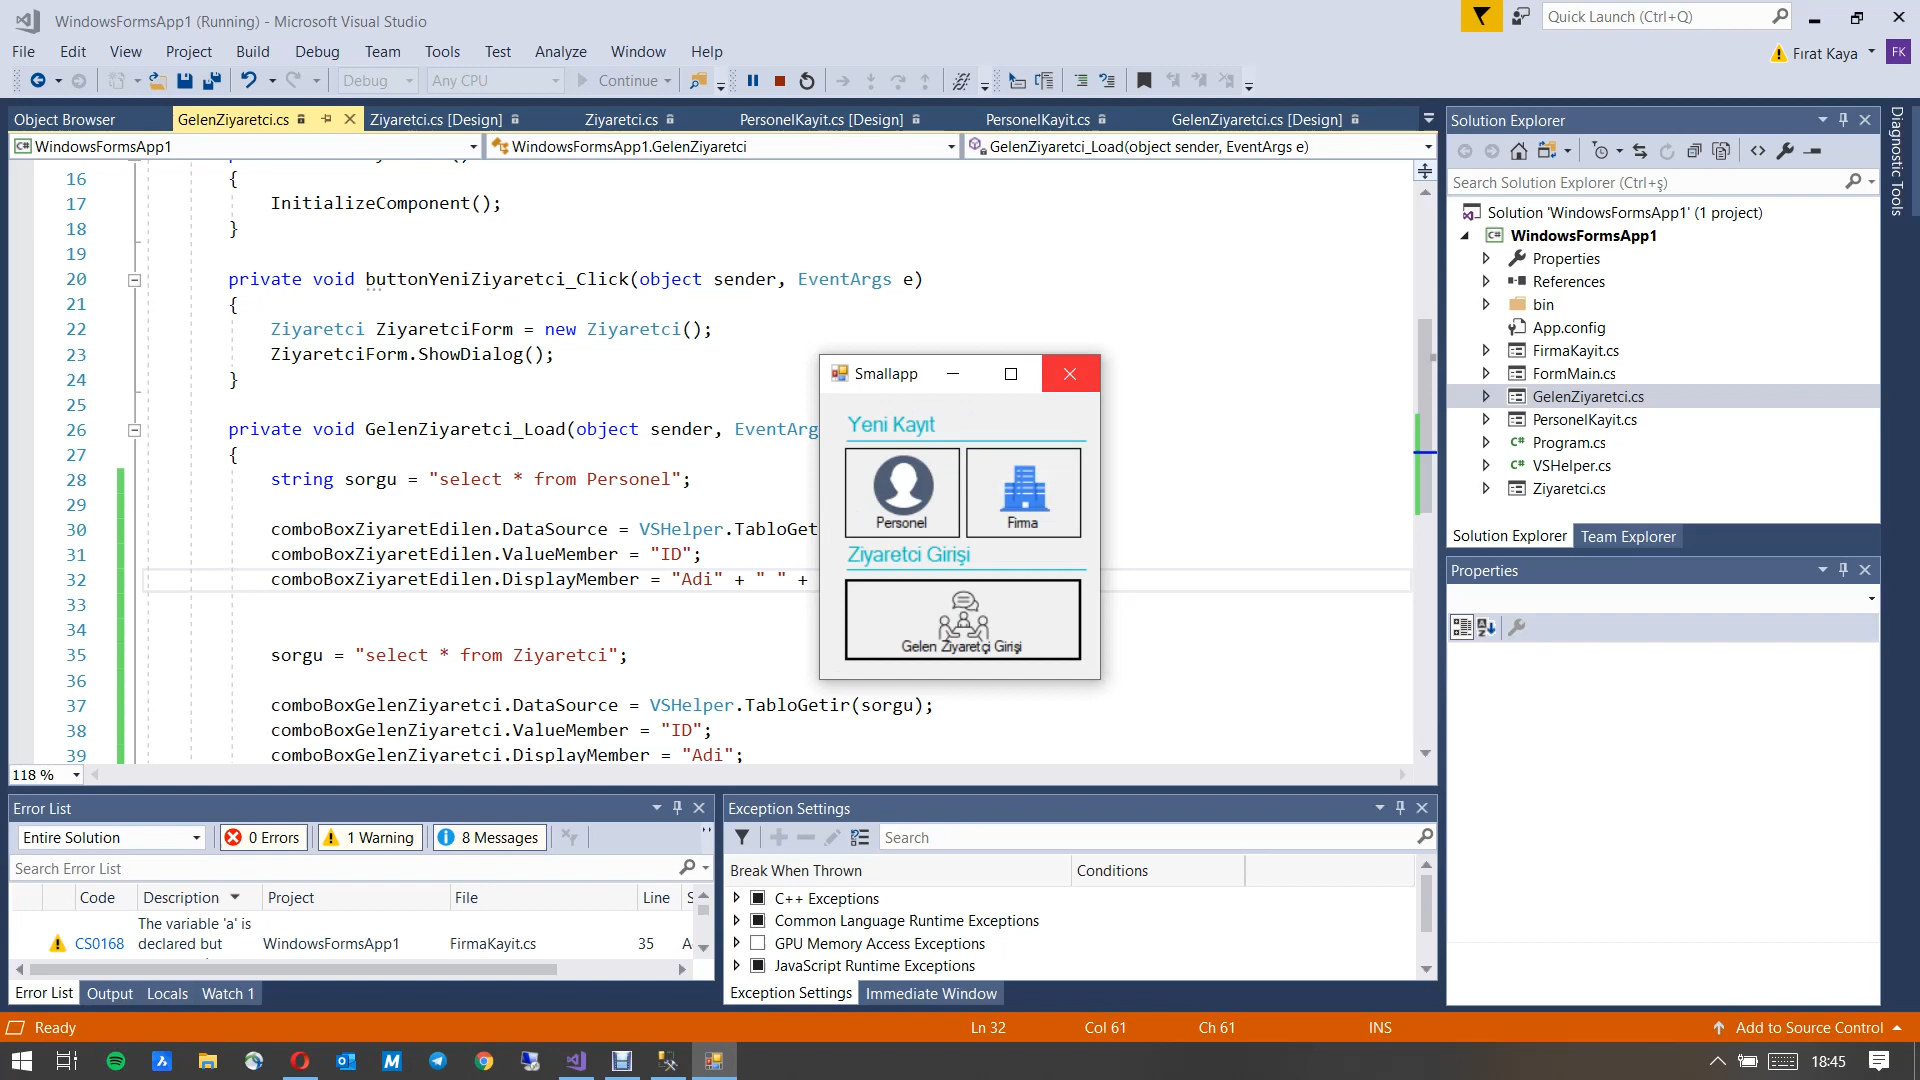 WindowsFormsApp1 (Running) - Microsoft Visual Studio
Quick Launch (Ctrl+Q)
File Edit View Project Build Debug Team Tools Test Analyze Window Help
Fırat Kaya
FK
Debug Any CPU Continue
Object Browser GelenZiyaretci.cs Ziyaretci.cs [Design] Ziyaretci.cs PersonelKayit.cs [Design] PersonelKayit.cs GelenZiyaretci.cs [Design]
WindowsFormsApp1 WindowsFormsApp1.GelenZiyaretci GelenZiyaretci_Load(object sender, EventArgs e)
16 {
17 InitializeComponent();
18 }
19
20 private void buttonYeniZiyaretci_Click(object sender, EventArgs e)
21 {
22 Ziyaretci ZiyaretciForm = new Ziyaretci();
23 ZiyaretciForm.ShowDialog();
24 }
25
26 private void GelenZiyaretci_Load(object sender, EventArg
27 {
28 string sorgu = "select * from Personel";
29
30 comboBoxZiyaretEdilen.DataSource = VSHelper.TabloGet
31 comboBoxZiyaretEdilen.ValueMember = "ID";
32 comboBoxZiyaretEdilen.DisplayMember = "Adi" + " " +
33
34
35 sorgu = "select * from Ziyaretci";
36
37 comboBoxGelenZiyaretci.DataSource = VSHelper.TabloGetir(sorgu);
38 comboBoxGelenZiyaretci.ValueMember = "ID";
39 comboBoxGelenZiyaretci.DisplayMember = "Adi";
118 %
Smallapp
Yeni Kayıt
Personel Firma
Ziyaretci Girişi
Gelen Ziyaretçi Girişi
Solution Explorer
Search Solution Explorer (Ctrl+ş)
Solution 'WindowsFormsApp1' (1 project)
C# WindowsFormsApp1
Properties
References
bin
App.config
FirmaKayit.cs
FormMain.cs
GelenZiyaretci.cs
PersonelKayit.cs
C# Program.cs
C# VSHelper.cs
Ziyaretci.cs
Solution Explorer Team Explorer
Properties
Diagnostic Tools
Error List
Entire Solution 0 Errors 1 Warning 8 Messages
Search Error List
Code Description Project File Line S
CS0168 The variable 'a' is declared but WindowsFormsApp1 FirmaKayit.cs 35 A
Error List Output Locals Watch 1
Exception Settings
Search
Break When Thrown Conditions
C++ Exceptions
Common Language Runtime Exceptions
GPU Memory Access Exceptions
JavaScript Runtime Exceptions
Exception Settings Immediate Window
Ready Ln 32 Col 61 Ch 61 INS Add to Source Control
18:45